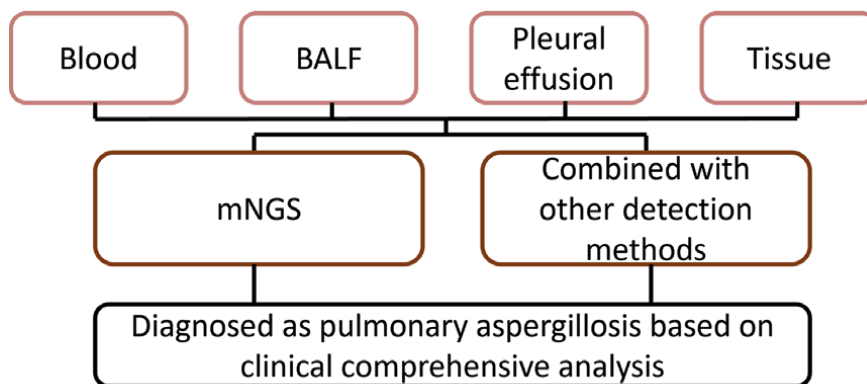 Blood
BALF
Pleural
effusion
Tissue
mNGS
Combined with
other detection
methods
Diagnosed as pulmonary aspergillosis based on
clinical comprehensive analysis